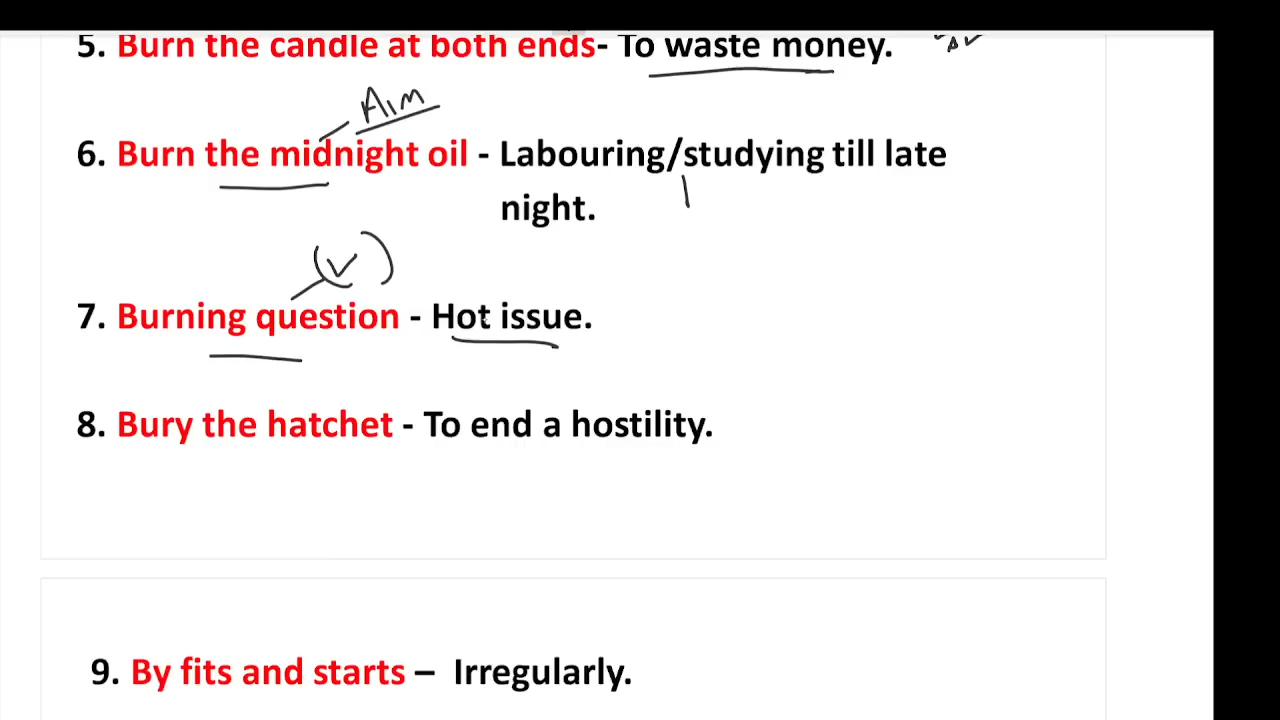 5. Burn the candle at both ends- To waste money.
Aim
6. Burn the midnight oil - Labouring/studying till late
night.
(v)
7. Burning question - Hot issue.
8. Bury the hatchet - To end a hostility.
9. By fits and starts – Irregularly.